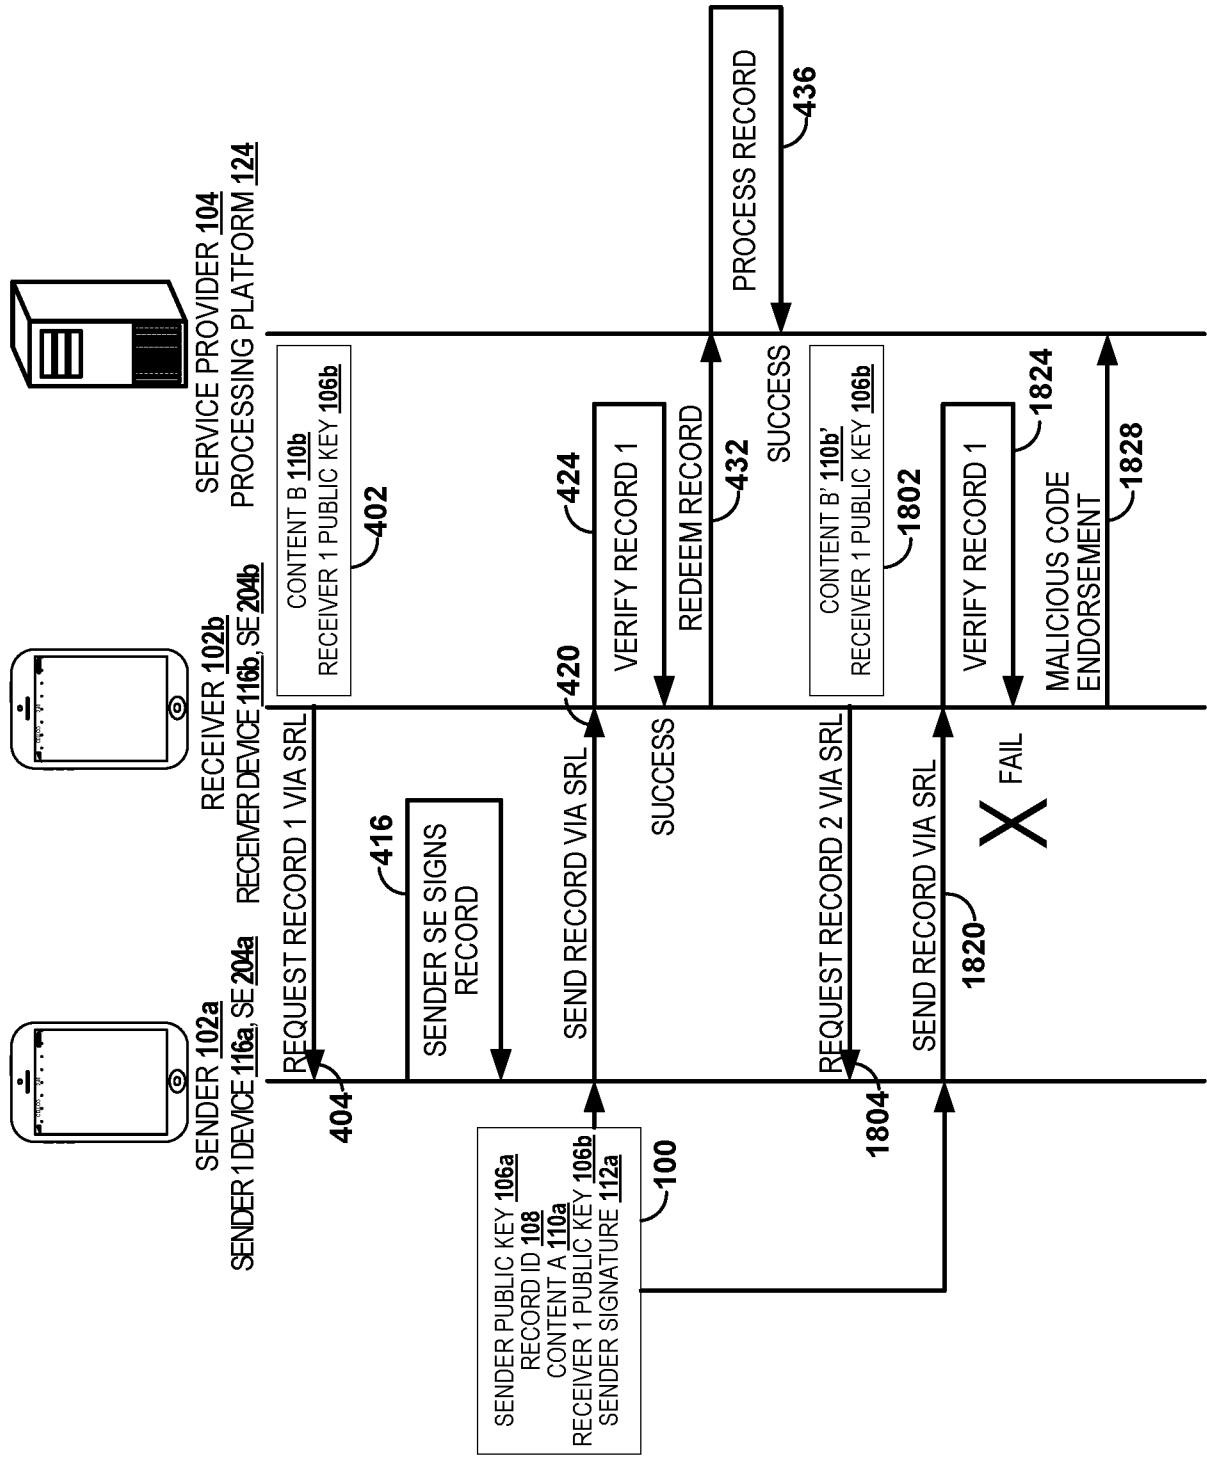 SENDER 102a
SENDER 1 DEVICE 116a, SE 204a
RECEIVER 102b
RECEIVER DEVICE 116b, SE 204b
SERVICE PROVIDER 104
PROCESSING PLATFORM 124
CONTENT B 110b
RECEIVER 1 PUBLIC KEY 106b
402
REQUEST RECORD 1 VIA SRL
404
416
SENDER SE SIGNS
RECORD
SENDER PUBLIC KEY 106a
RECORD ID 108
CONTENT A 110a
RECEIVER 1 PUBLIC KEY 106b
SENDER SIGNATURE 112a
100
SEND RECORD VIA SRL
420
424
VERIFY RECORD 1
SUCCESS
REDEEM RECORD
432
PROCESS RECORD
436
SUCCESS
CONTENT B’ 110b’
RECEIVER 1 PUBLIC KEY 106b
1802
REQUEST RECORD 2 VIA SRL
1804
SEND RECORD VIA SRL
1820
VERIFY RECORD 1
1824
X FAIL
MALICIOUS CODE
ENDORSEMENT
1828